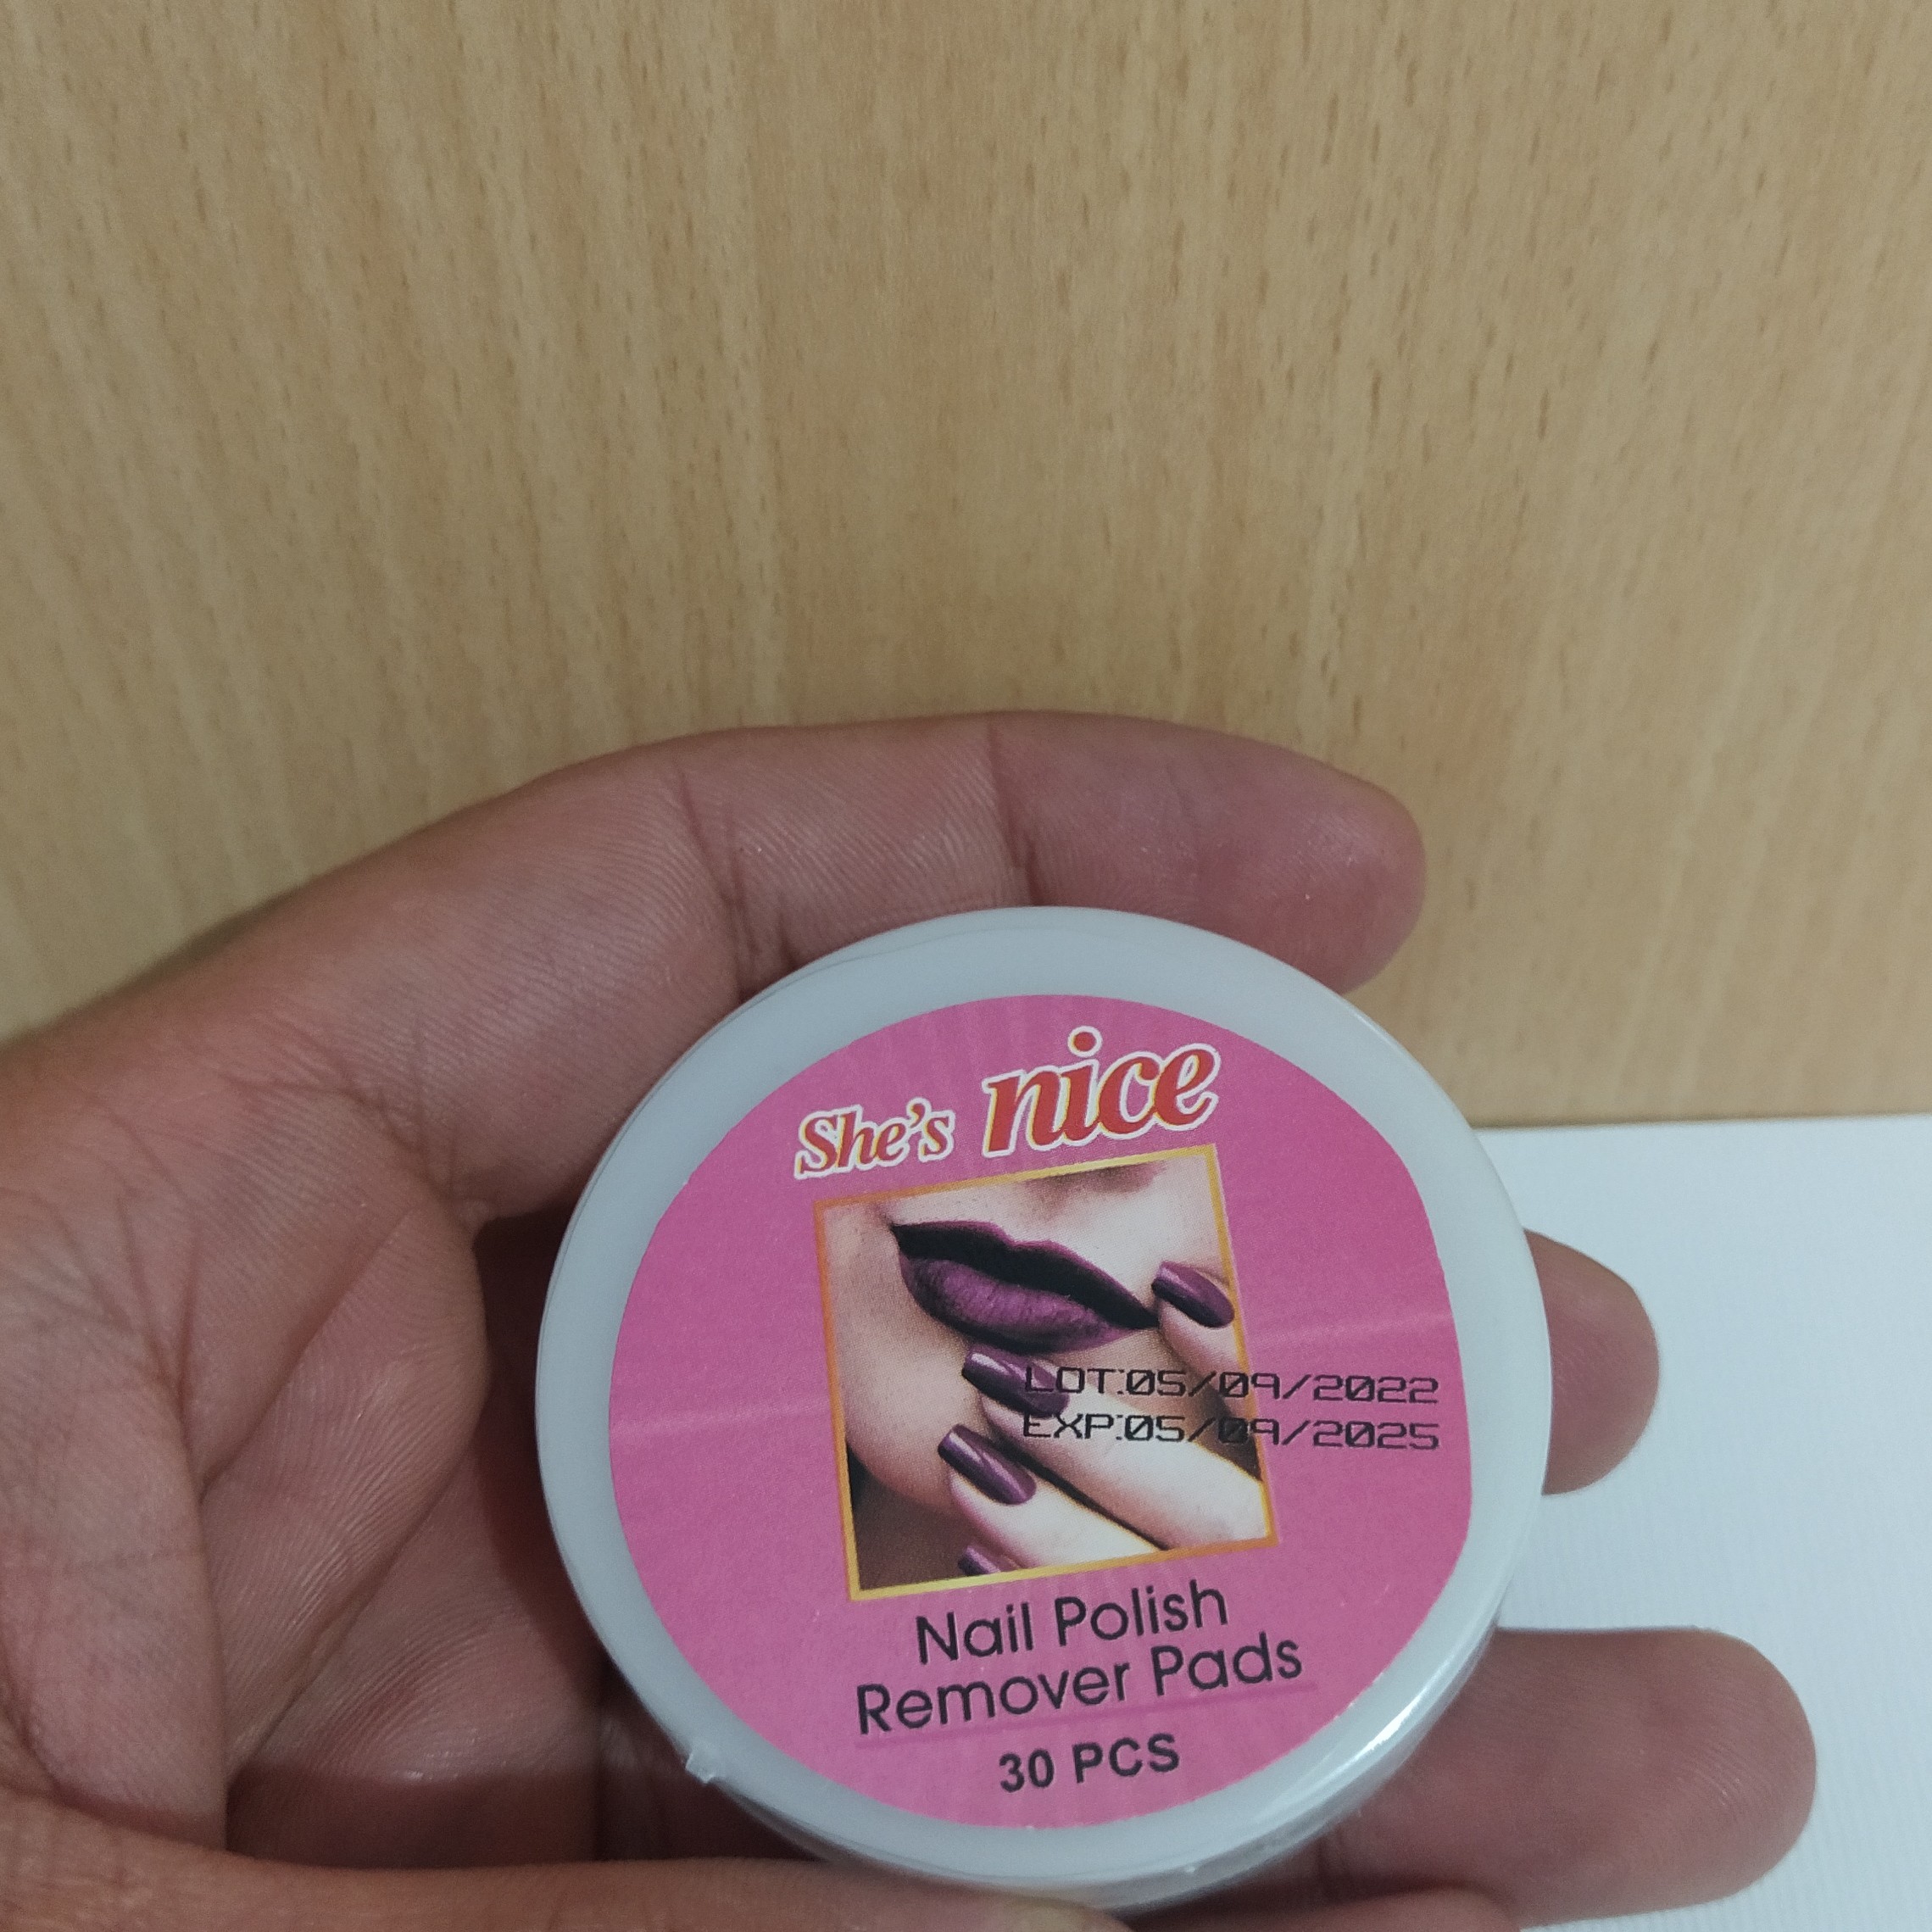 She's nice
LOT:05/09/2022
EXP:05/09/2025
Nail Polish
Remover Pads
30 PCS